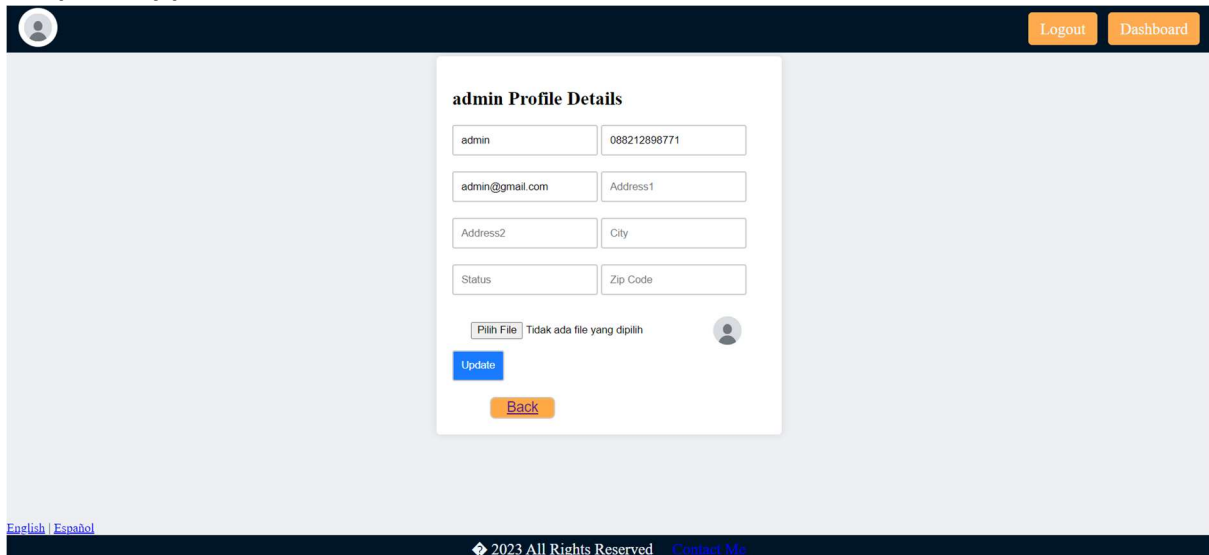 Logout Dashboard
admin Profile Details
admin 088212898771
admin@gmail.com Address1
Address2 City
Status Zip Code
Pilih File Tidak ada file yang dipilih
Update
Back
English | Español
� 2023 All Rights Reserved Contact Me